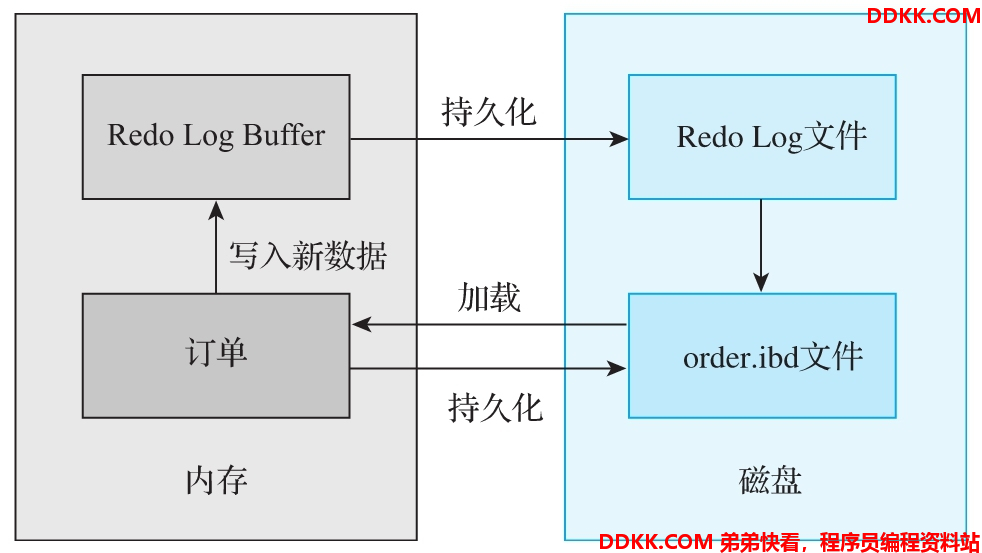 DDKK.COM
持久化
Redo Log Buffer
Redo Log文件
写入新数据
加载
订单
order.ibd文件
持久化
内存
磁盘
DDKK.COM 弟弟快看，程序员编程资料站